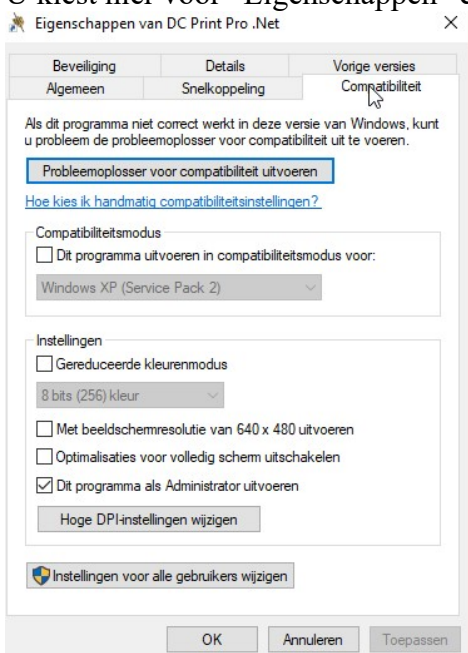 U kiest hier voor "Eigenschappen"
Eigenschappen van DC Print Pro .Net
Beveiliging Details Vorige versies
Algemeen Snelkoppeling Compatibiliteit
Als dit programma niet correct werkt in deze versie van Windows, kunt
u probleem de probleemoplosser voor compatibiliteit uit te voeren.
Probleemoplosser voor compatibiliteit uitvoeren
Hoe kies ik handmatig compatibiliteitsinstellingen?
Compatibiliteitsmodus
Dit programma uitvoeren in compatibiliteitsmodus voor:
Windows XP (Service Pack 2)
Instellingen
Gereduceerde kleurenmodus
8 bits (256) kleur
Met beeldschermresolutie van 640 x 480 uitvoeren
Optimalisaties voor volledig scherm uitschakelen
Dit programma als Administrator uitvoeren
Hoge DPI-instellingen wijzigen
Instellingen voor alle gebruikers wijzigen
OK Annuleren Toepassen